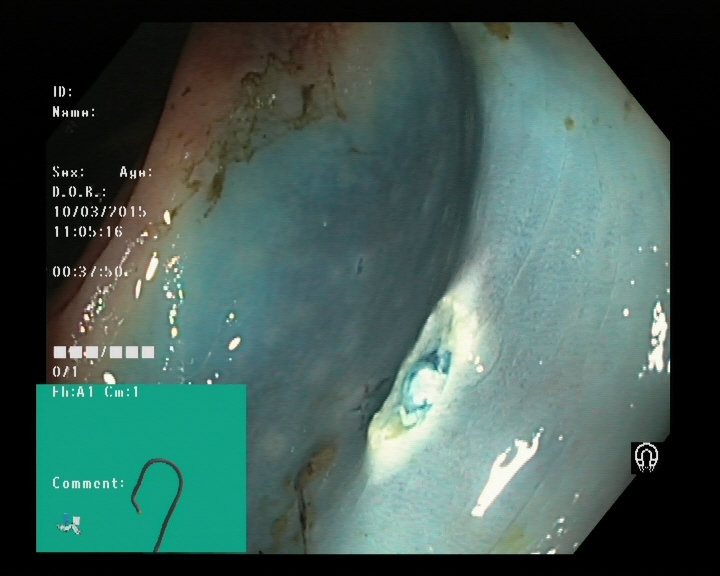 ID:
Name:
Sex: Age:
D.O.B.:
10/03/2015
11:05:16
00:37:50
███/███
0/1
Eh:A1 Cm:1
Comment: